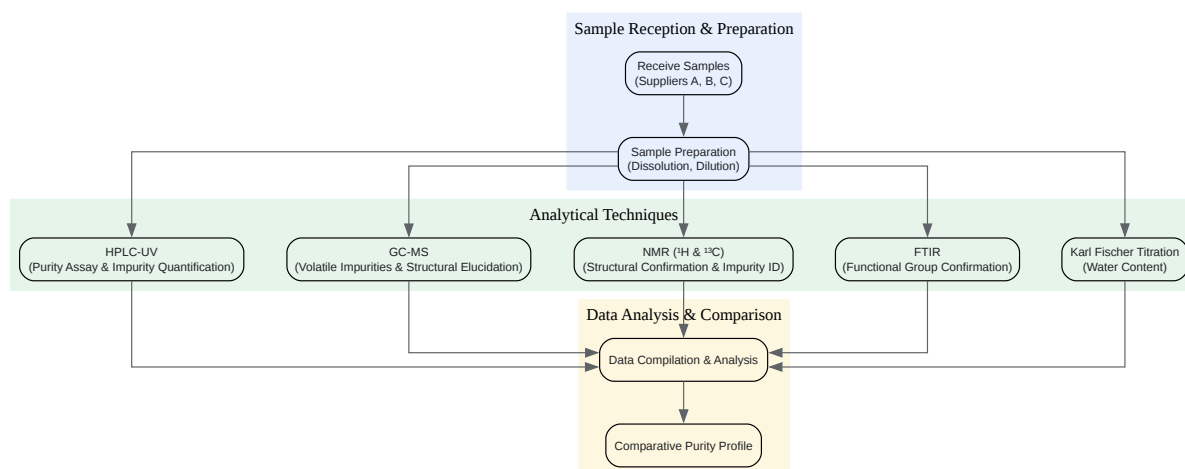 Sample Reception & Preparation
Receive Samples
(Suppliers A, B, C)
Sample Preparation
(Dissolution, Dilution)
Analytical Techniques
HPLC-UV
(Purity Assay & Impurity Quantification)
GC-MS
(Volatile Impurities & Structural Elucidation)
NMR (¹H & ¹³C)
(Structural Confirmation & Impurity ID)
FTIR
(Functional Group Confirmation)
Karl Fischer Titration
(Water Content)
Data Analysis & Comparison
Data Compilation & Analysis
Comparative Purity Profile